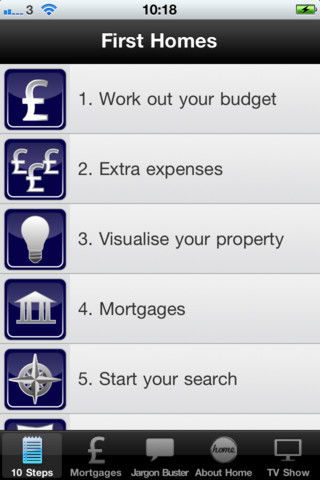 3
10:18
First Homes
£
1. Work out your budget
£ £ £
2. Extra expenses
3. Visualise your property
4. Mortgages
5. Start your search
£
home
10 Steps Mortgages Jargon Buster About Home TV Show